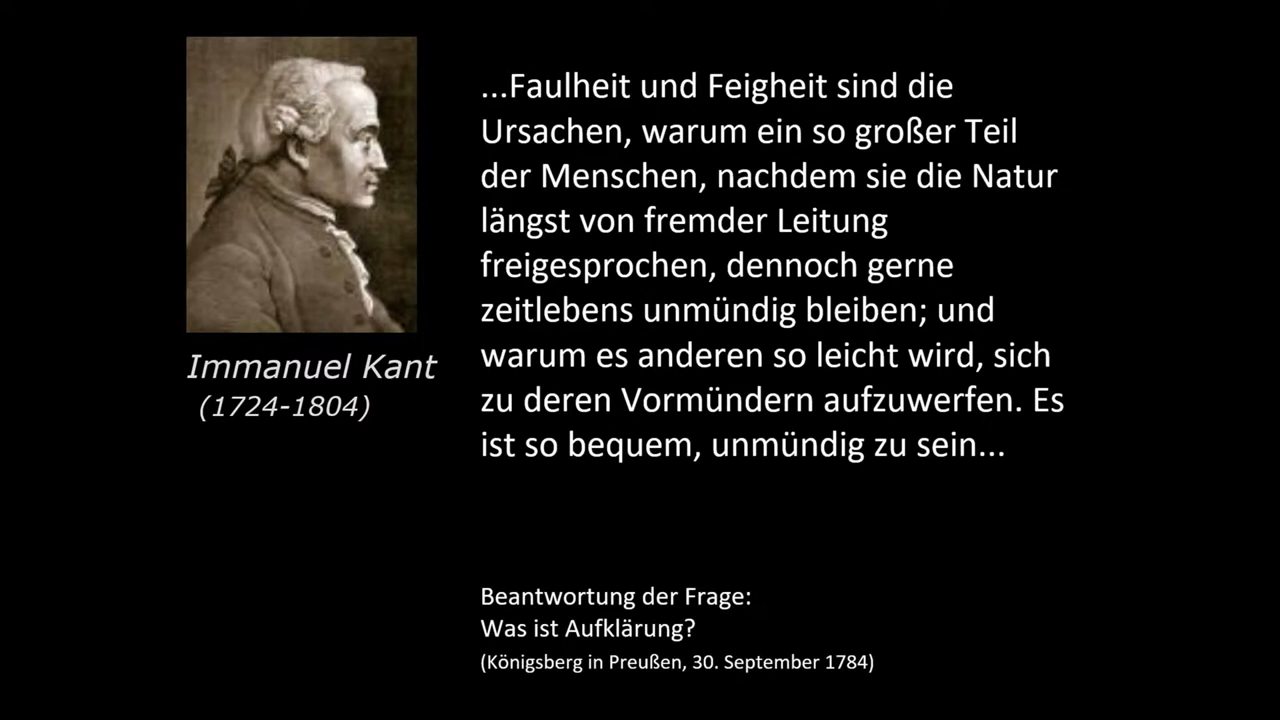 ...Faulheit und Feigheit sind die
Ursachen, warum ein so großer Teil
der Menschen, nachdem sie die Natur
längst von fremder Leitung
freigesprochen, dennoch gerne
zeitlebens unmündig bleiben; und
warum es anderen so leicht wird, sich
zu deren Vormündern aufzuwerfen. Es
ist so bequem, unmündig zu sein...
Immanuel Kant
(1724-1804)
Beantwortung der Frage:
Was ist Aufklärung?
(Königsberg in Preußen, 30. September 1784)